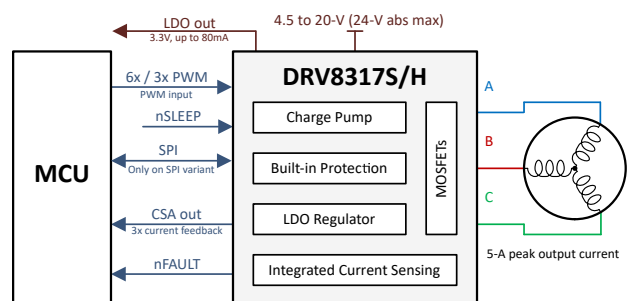 LDO out
3.3V, up to 80mA
4.5 to 20-V (24-V abs max)
MCU
6x / 3x PWM
PWM input
nSLEEP
SPI
Only on SPI variant
CSA out
3x current feedback
nFAULT
DRV8317S/H
Charge Pump
Built-in Protection
LDO Regulator
Integrated Current Sensing
MOSFETs
A
B
C
5-A peak output current